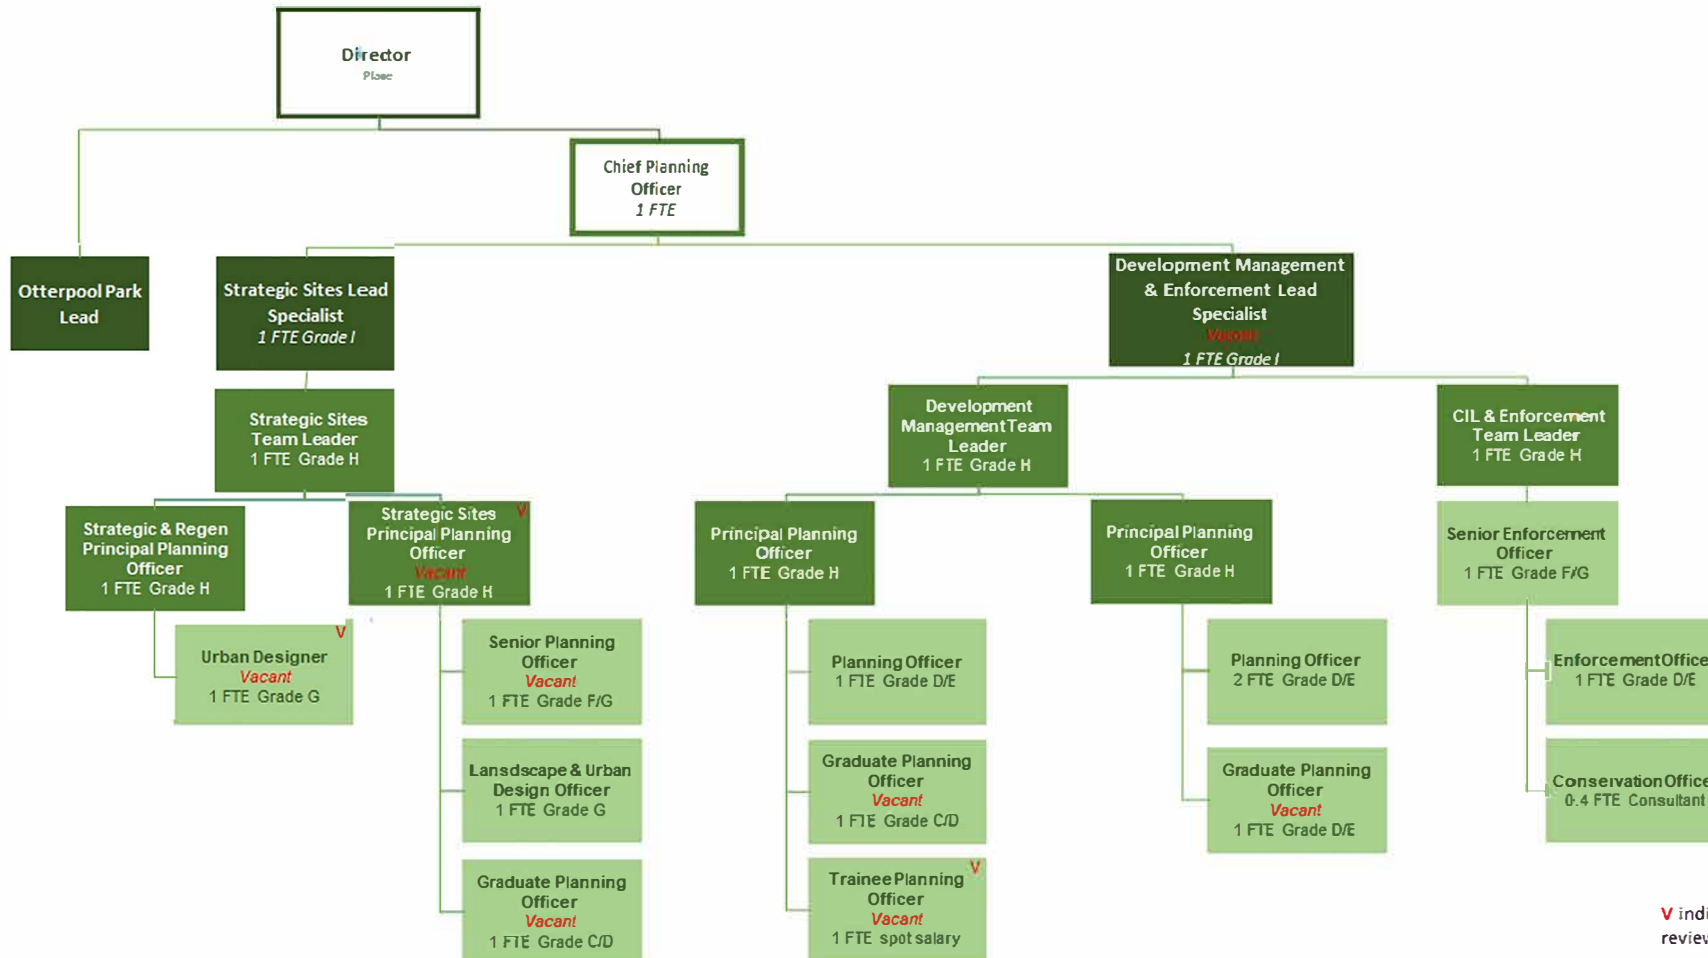 Director
Place
Chief Planning
Officer
1 FTE
Otterpool Park
Lead
Strategic Sites Lead
Specialist
1 FTE Grade I
Development Management
& Enforcement Lead
Specialist
Vacant
1 FTE Grade I
Strategic Sites
Team Leader
1 FTE Grade H
Development
Management Team
Leader
1 FTE Grade H
CIL & Enforcement
Team Leader
1 FTE Grade H
Strategic & Regen
Principal Planning
Officer
1 FTE Grade H
V
Strategic Sites
Principal Planning
Officer
Vacant
1 FTE Grade H
Principal Planning
Officer
1 FTE Grade H
Principal Planning
Officer
1 FTE Grade H
Senior Enforcement
Officer
1 FTE Grade F/G
V
Urban Designer
Vacant
1 FTE Grade G
Senior Planning
Officer
Vacant
1 FTE Grade F/G
Planning Officer
1 FTE Grade D/E
Planning Officer
2 FTE Grade D/E
Enforcement Office
1 FTE Grade D/E
Lansdscape & Urban
Design Officer
1 FTE Grade G
Graduate Planning
Officer
Vacant
1 FTE Grade C/D
Graduate Planning
Officer
Vacant
1 FTE Grade D/E
Conservation Office
0.4 FTE Consultant
Graduate Planning
Officer
Vacant
1 FTE Grade C/D
V
Trainee Planning
Officer
Vacant
1 FTE spot salary
V indi
review